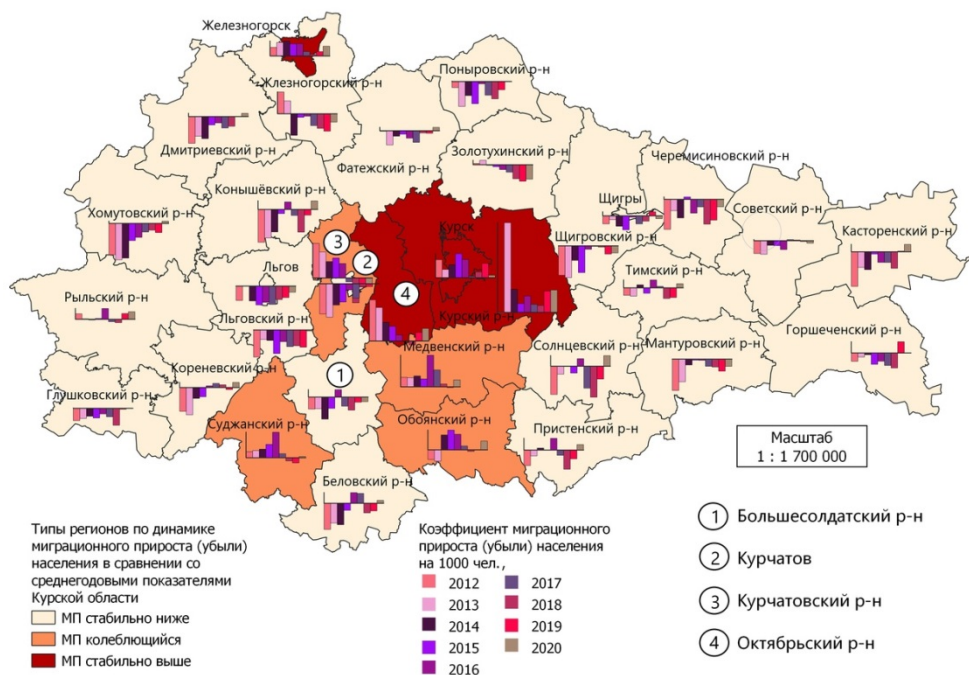 Железногорск
Поныровский р-н
Жлезногорский р-н
Дмитриевский р-н
Фатежский р-н
Золотухинский р-н
Черемисиновский р-н
Конышёвский р-н
Хомутовский р-н
Щигры
Советский р-н
Касторенский р-н
3
Курск
Щигровский р-н
2
Льгов
Тимский р-н
4
Рыльский р-н
Курский р-н
Льговский р-н
Медвенский р-н
Солнцевский р-н
Мантуровский р-н
Горшеченский р-н
Кореневский р-н
1
Глушковский р-н
Суджанский р-н
Обоянский р-н
Пристенский р-н
Беловский р-н
Масштаб
1 : 1 700 000
Типы регионов по динамике
миграционного прироста (убыли)
населения в сравнении со
среднегодовыми показателями
Курской области
МП стабильно ниже
МП колеблющийся
МП стабильно выше
Коэффициент миграционного
прироста (убыли) населения
на 1000 чел.,
2012
2013
2014
2015
2016
2017
2018
2019
2020
1 Большесолдатский р-н
2 Курчатов
3 Курчатовский р-н
4 Октябрьский р-н